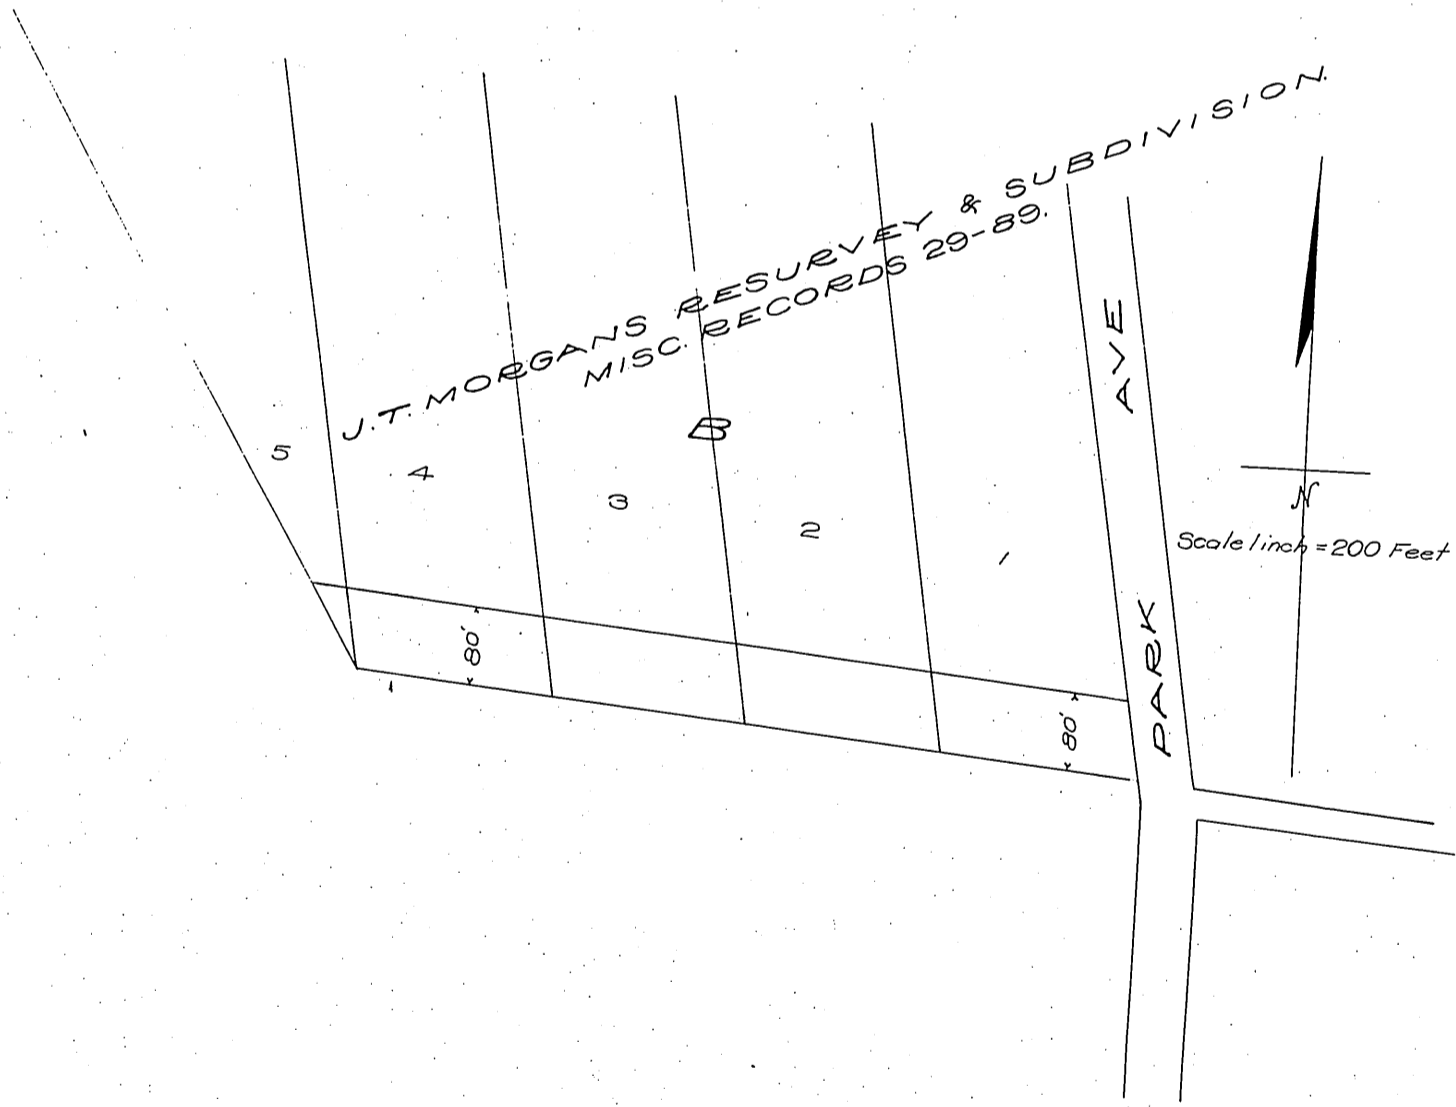 J.T. MORGANS RESURVEY & SUBDIVISION.
MISC. RECORDS 29-89.
B
5
4
3
2
1
80'
80'
PARK AVE
N
Scale 1 inch = 200 Feet